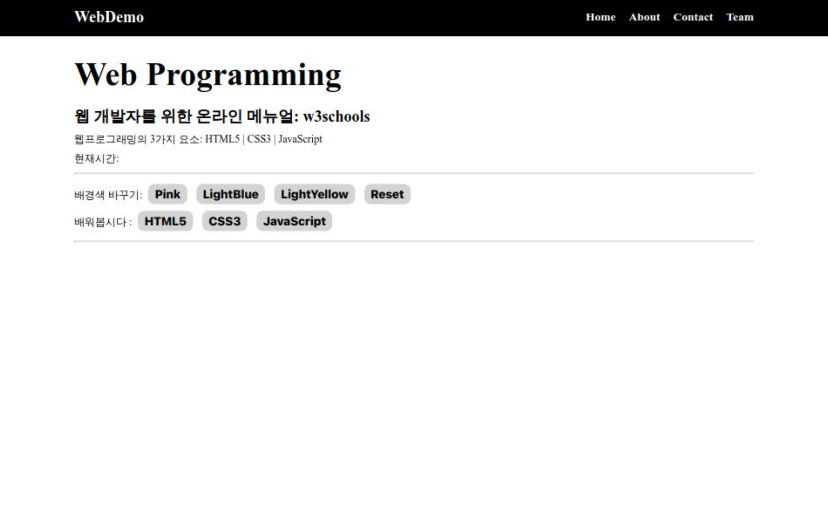 WebDemo Home About Contact Team
Web Programming
웹 개발자를 위한 온라인 메뉴얼: w3schools
웹프로그래밍의 3가지 요소: HTML5 | CSS3 | JavaScript
현재시간:
배경색 바꾸기: Pink LightBlue LightYellow Reset
배워봅시다 : HTML5 CSS3 JavaScript